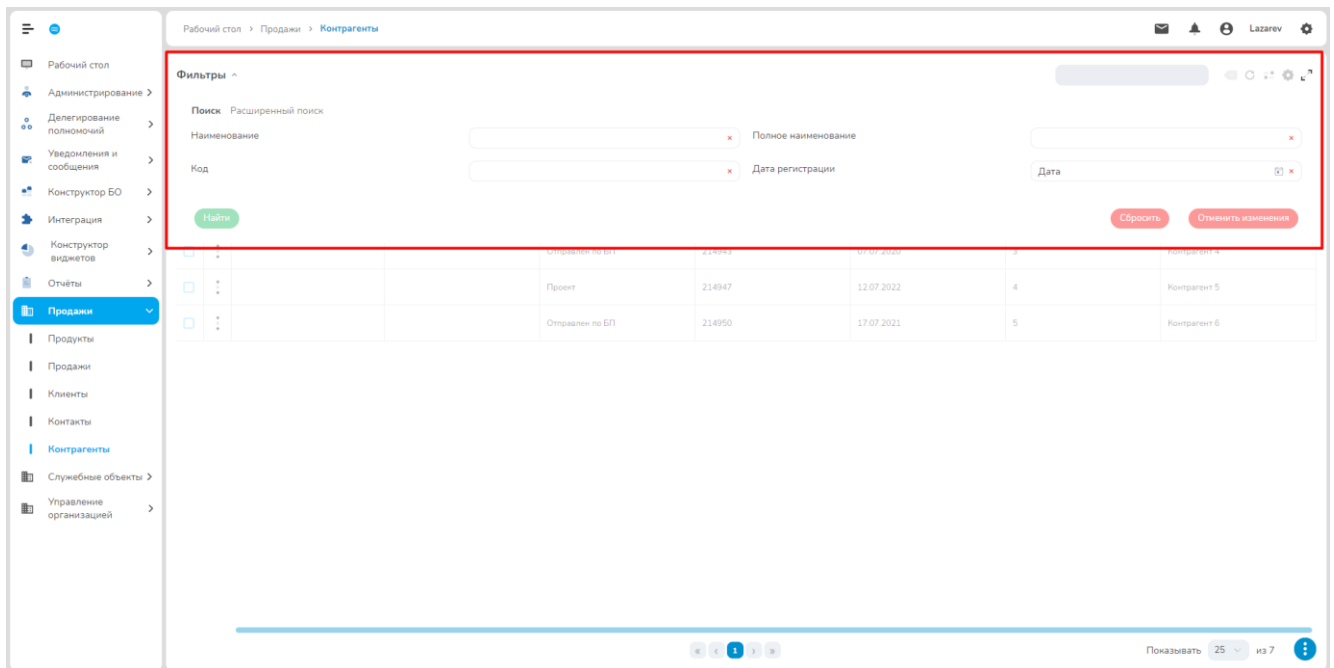 Рабочий стол > Продажи > Контрагенты
Lazarev
Рабочий стол
Администрирование
Делегирование
полномочий
Уведомления и
сообщения
Конструктор БО
Интеграция
Конструктор
виджетов
Отчёты
Продажи
Продукты
Продажи
Клиенты
Контакты
Контрагенты
Служебные объекты
Управление
организацией
Фильтры
Поиск Расширенный поиск
Наименование
Полное наименование
Код
Дата регистрации
Дата
Найти
Сбросить
Отменить изменения
Отправлен по БП 214943 07.07.2020 3 Контрагент 4
Проект 214947 12.07.2022 4 Контрагент 5
Отправлен по БП 214950 17.07.2021 5 Контрагент 6
« ‹ 1 › »
Показывать 25 из 7